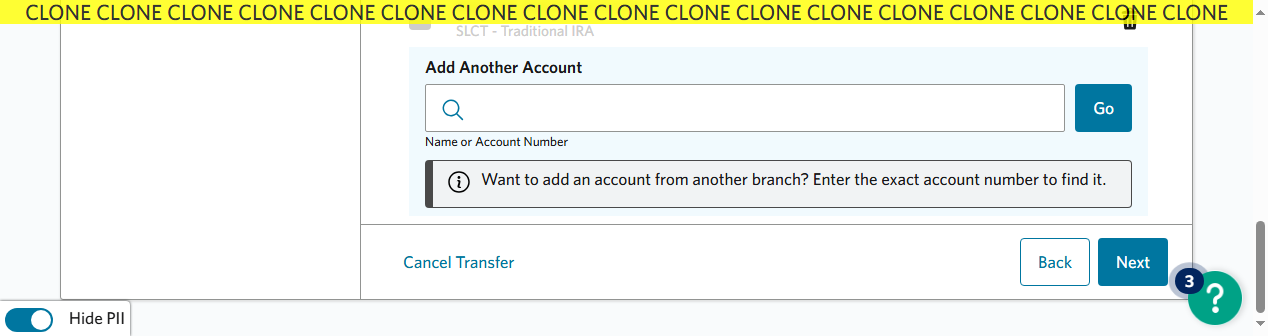 CLONE CLONE CLONE CLONE CLONE CLONE CLONE CLONE CLONE CLONE CLONE CLONE CLONE CLONE CLONE CLONE CLONE
SLCT - Traditional IRA
Add Another Account
Go
Name or Account Number
Want to add an account from another branch? Enter the exact account number to find it.
Cancel Transfer
Back
Next
3
?
Hide PII